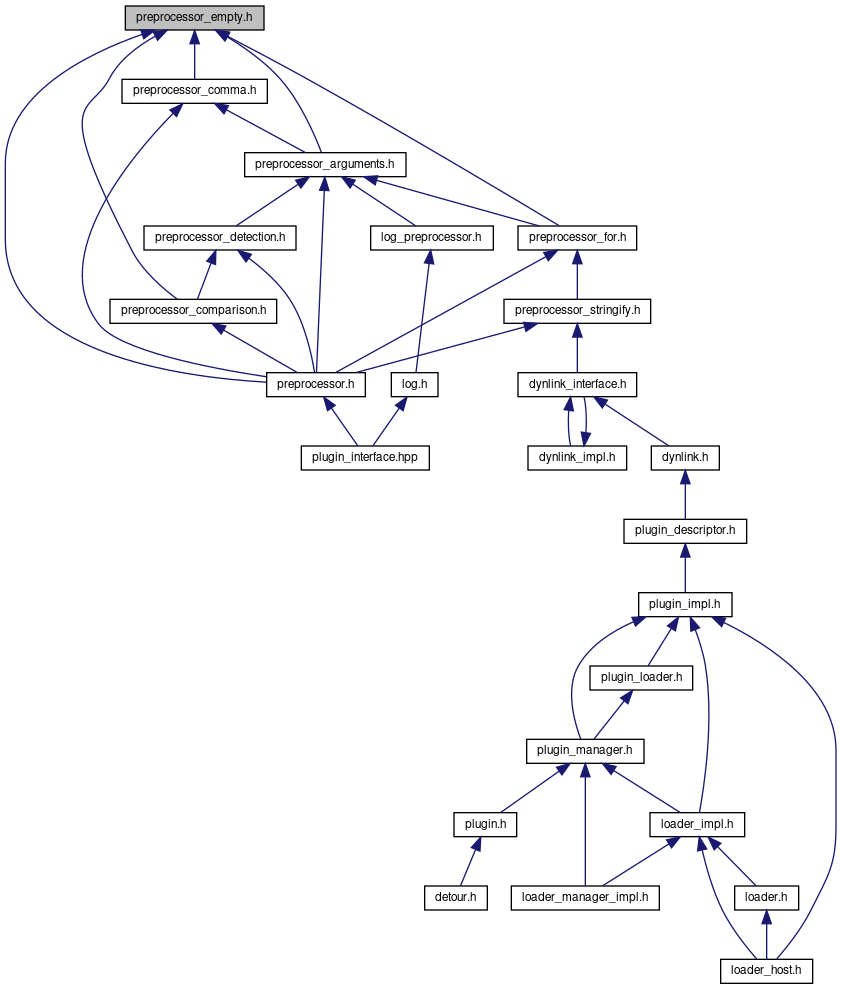 preprocessor_empty.h
preprocessor_comma.h
preprocessor_arguments.h
preprocessor_detection.h
log_preprocessor.h
preprocessor_for.h
preprocessor_comparison.h
preprocessor_stringify.h
preprocessor.h
log.h
dynlink_interface.h
plugin_interface.hpp
dynlink_impl.h
dynlink.h
plugin_descriptor.h
plugin_impl.h
plugin_loader.h
plugin_manager.h
plugin.h
loader_impl.h
detour.h
loader_manager_impl.h
loader.h
loader_host.h